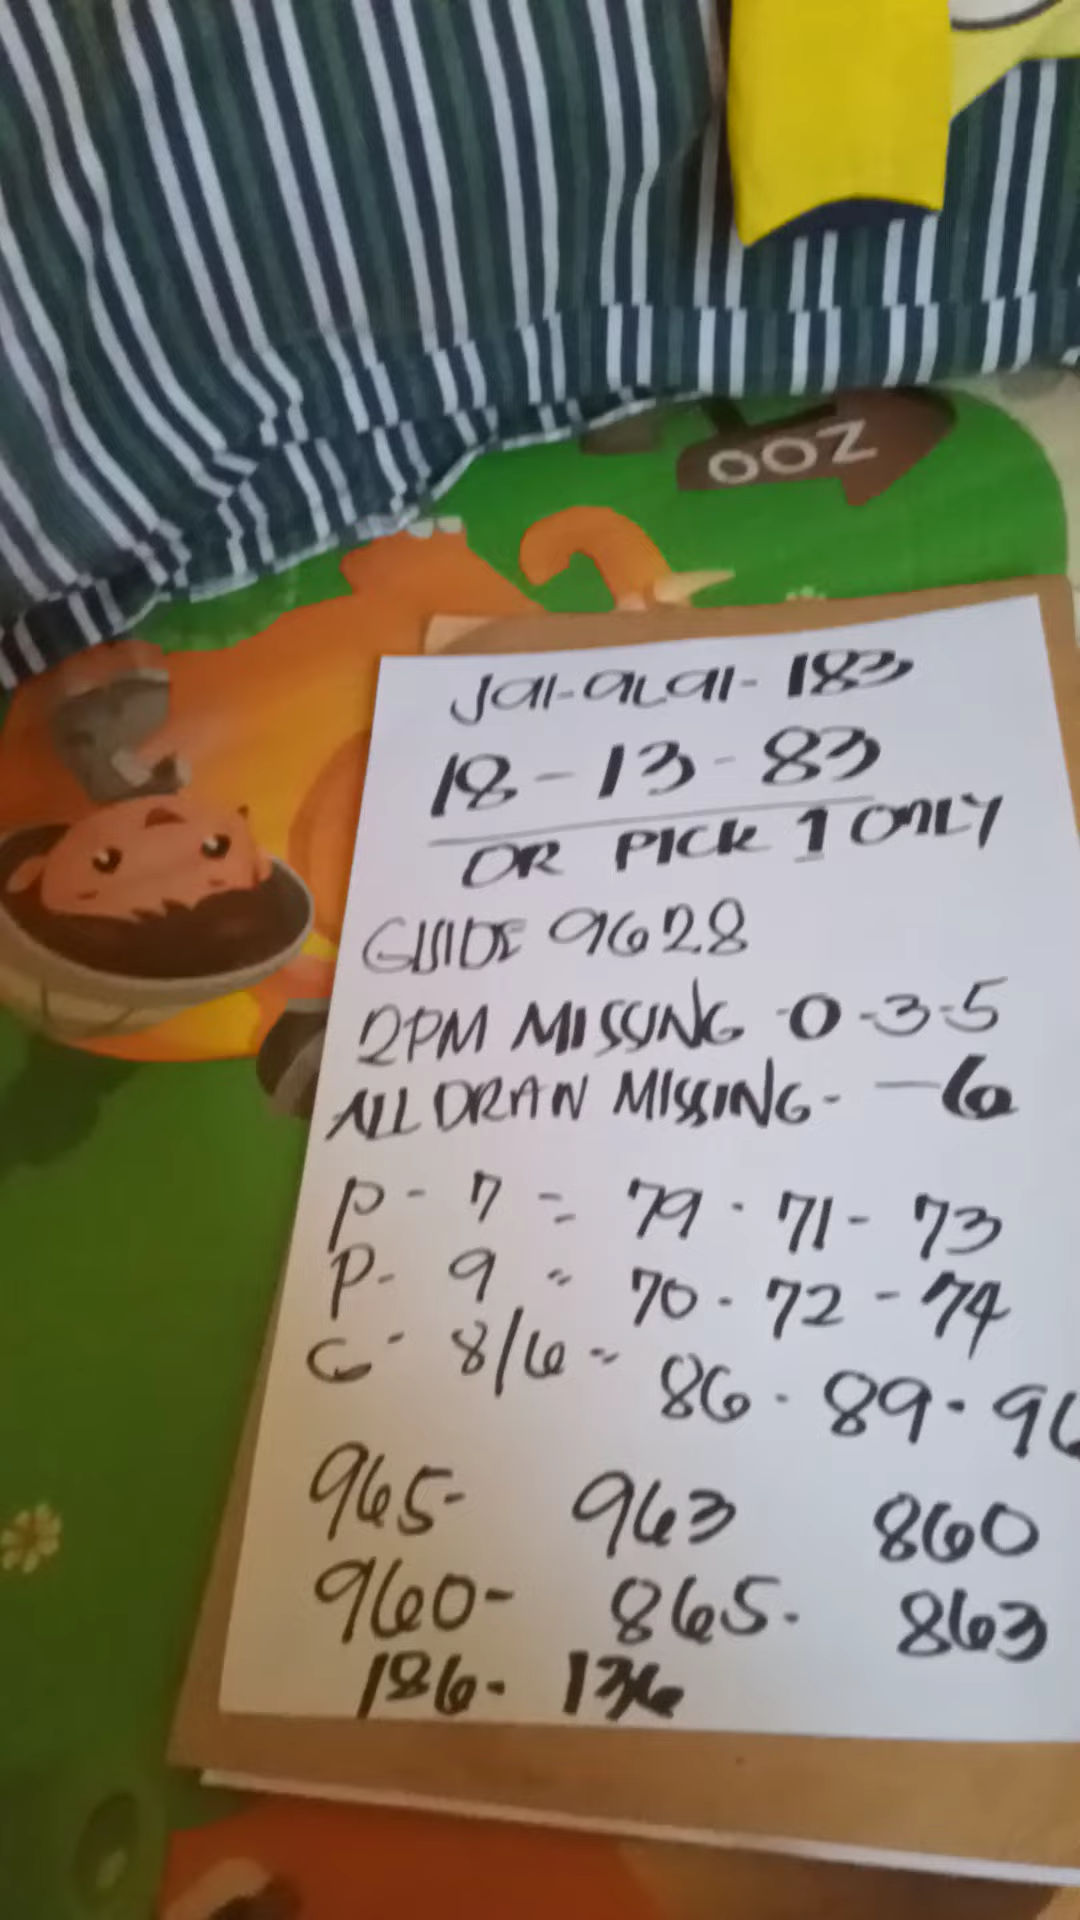 ZOO
Jai-aLai- 183
18 - 13 - 83
OR PICK 1 ONLY
GUIDE 9628
2PM MISSING -0-3-5
ALL DRAN MISSING- -6
P - 7 = 79 - 71 - 73
P - 9 = 70 - 72 - 74
G - 8/6 = 86 - 89 - 96
965- 963 860
960- 865- 863
186- 136